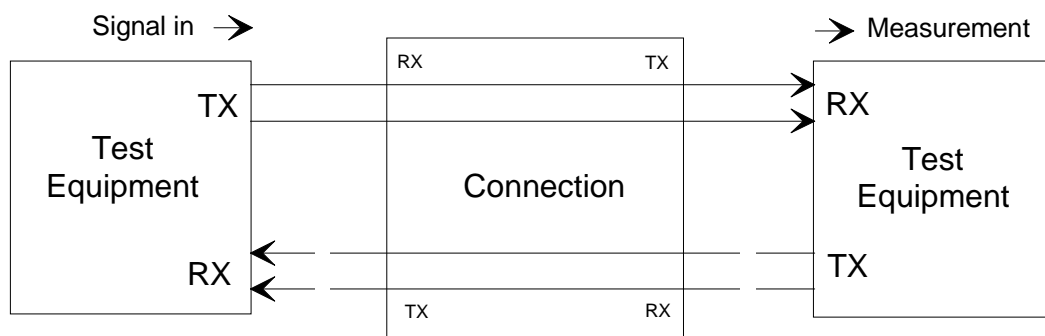 Signal in
Measurement
RX
TX
TX
RX
Test
Equipment
Connection
Test
Equipment
RX
TX
TX
RX